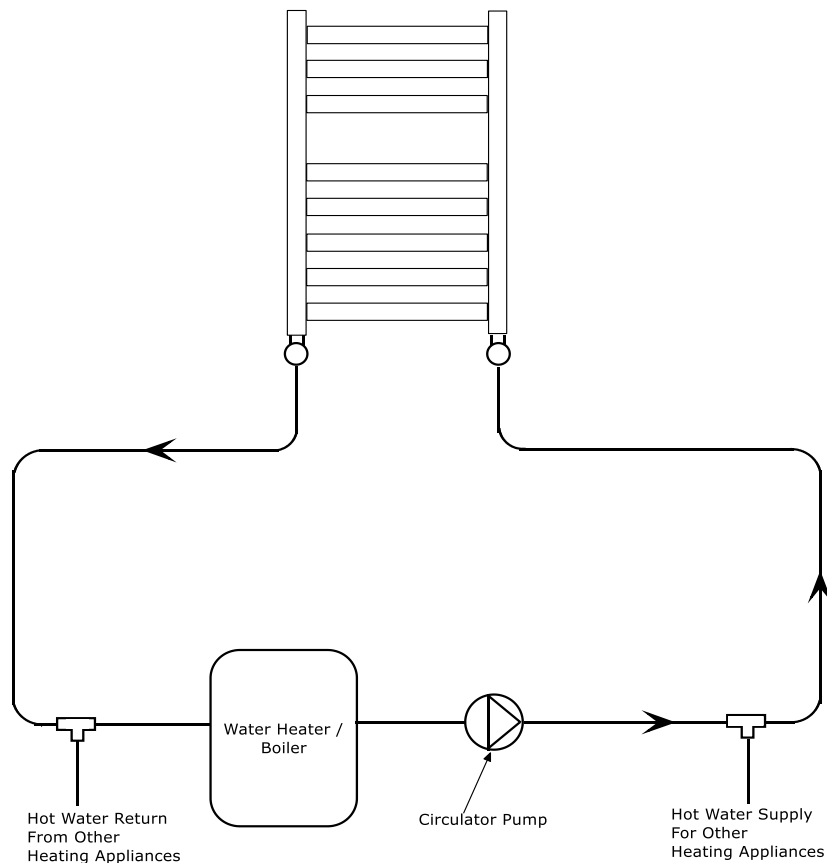 Water Heater /
Boiler
Circulator Pump
Hot Water Return
From Other
Heating Appliances
Hot Water Supply
For Other
Heating Appliances